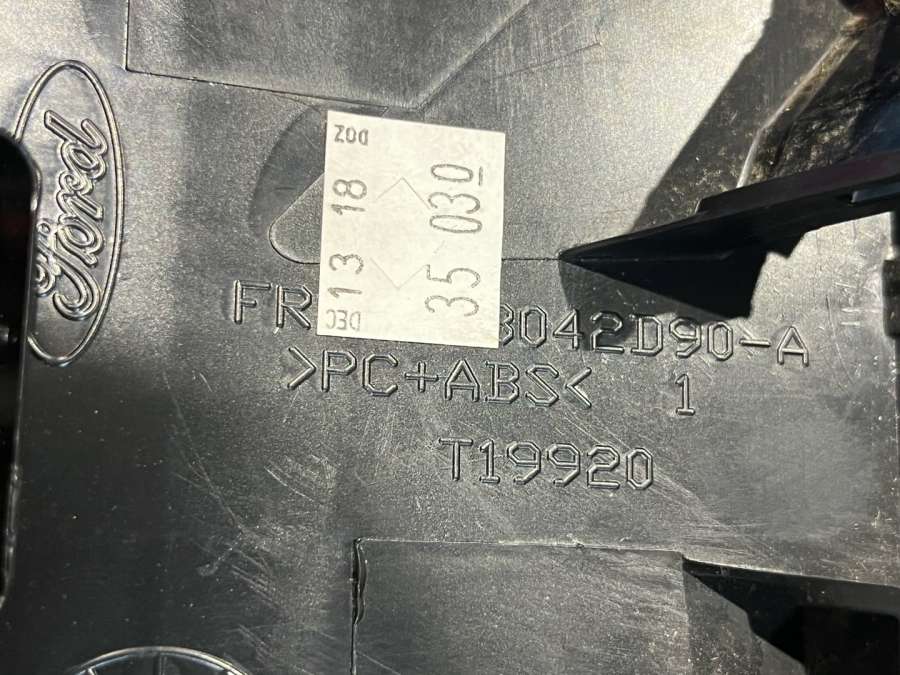 Ford
DOZ
DEC 13 18
35 030
FR
3042D90-A
>PC+ABS< 1
T19920